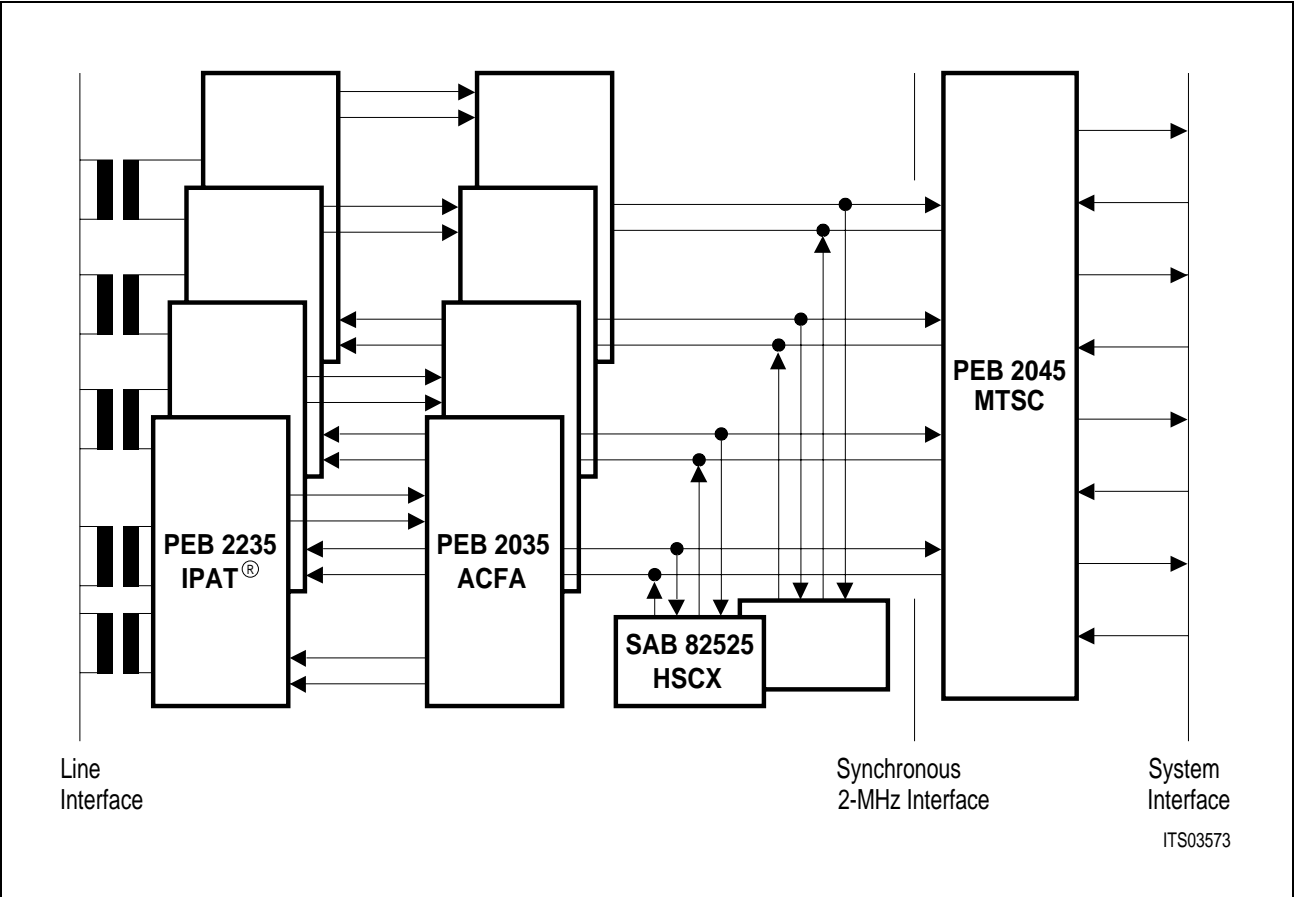 PEB 2045
MTSC
PEB 2235
IPAT®
PEB 2035
ACFA
SAB 82525
HSCX
Line
Interface
Synchronous
2-MHz Interface
System
Interface
ITS03573